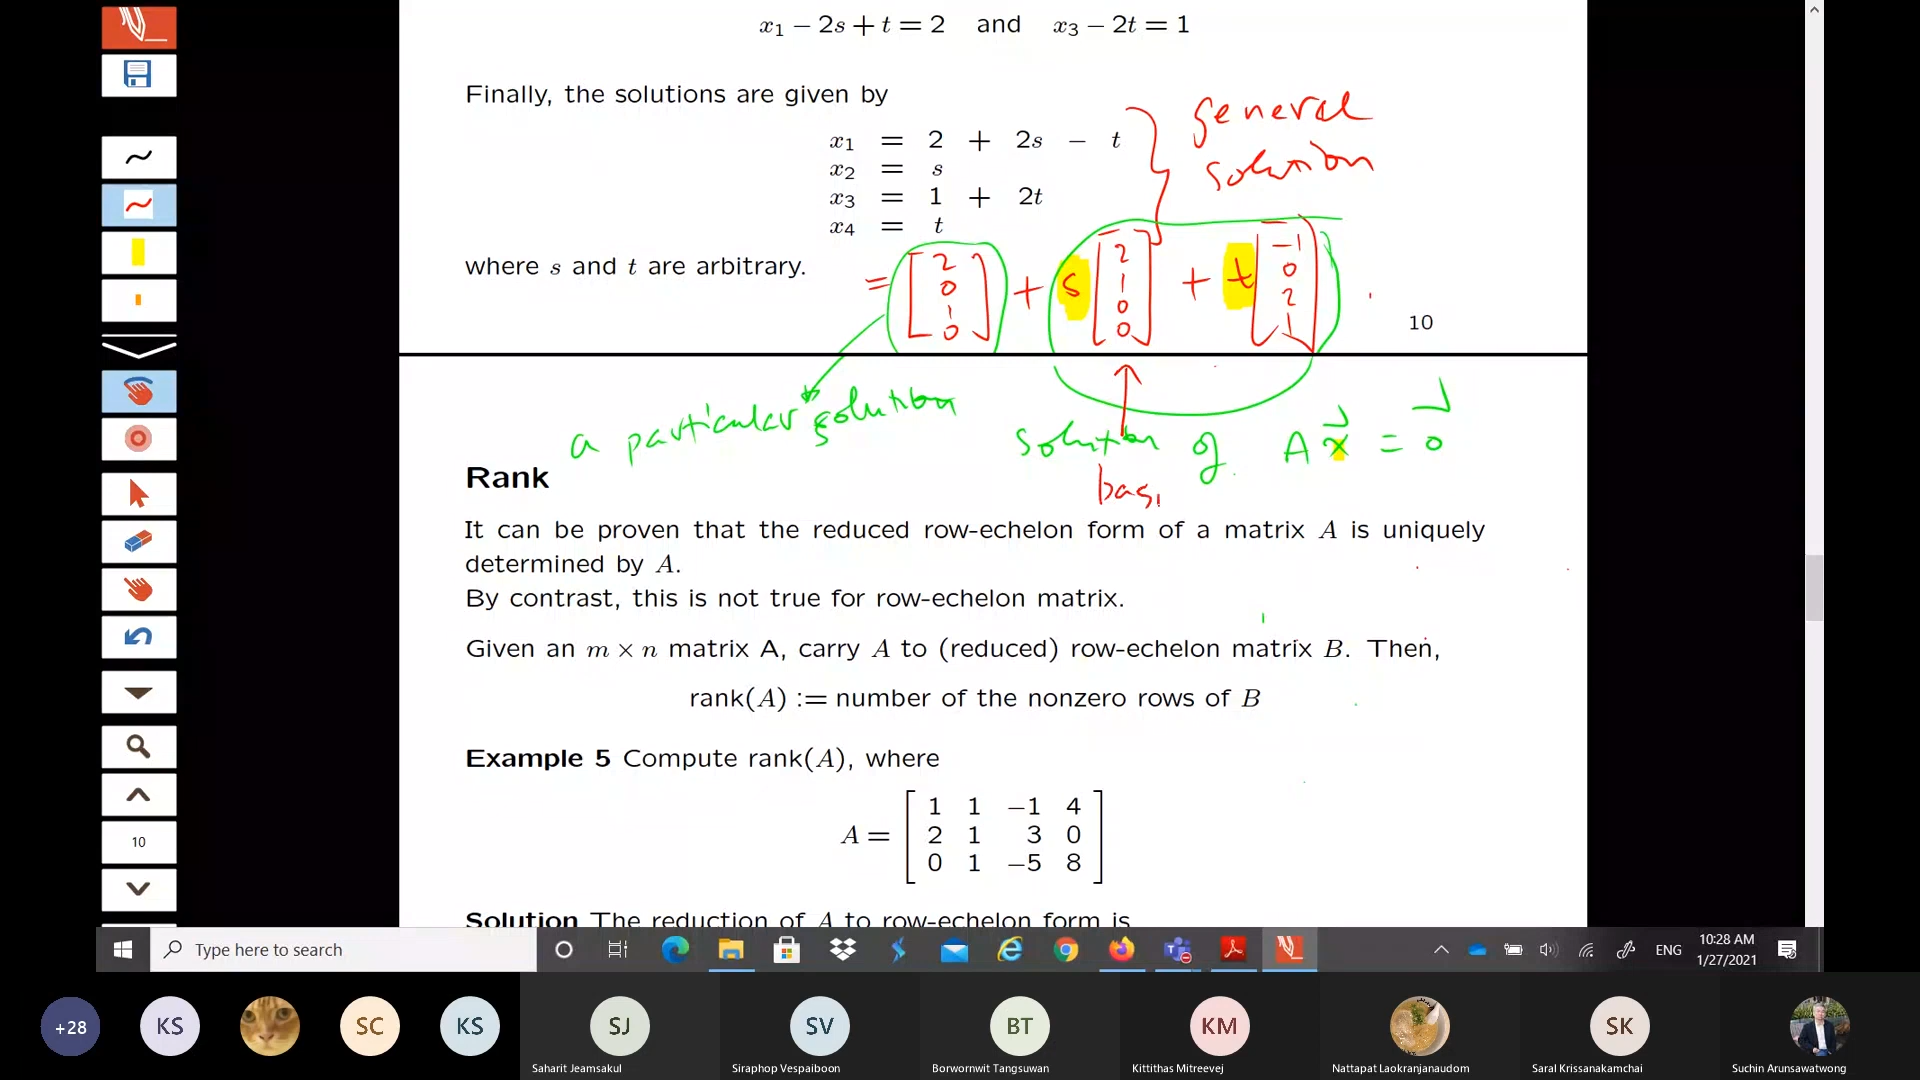 x₁ − 2s + t = 2 and x₃ − 2t = 1
Finally, the solutions are given by
x₁ = 2 + 2s − t
x₂ = s
x₃ = 1 + 2t
x₄ = t
general
solution
where s and t are arbitrary.
= [2 0 1 0] + s [2 1 0 0] + t [−1 0 2 1]
10
a particular solution
solution of A x⃗ = 0⃗
basi
Rank
It can be proven that the reduced row-echelon form of a matrix A is uniquely
determined by A.
By contrast, this is not true for row-echelon matrix.
Given an m × n matrix A, carry A to (reduced) row-echelon matrix B. Then,
rank(A) := number of the nonzero rows of B
Example 5 Compute rank(A), where
A = [
1 1 −1 4
2 1 3 0
0 1 −5 8
]
Solution The reduction of A to row-echelon form is
10
Type here to search
ENG
10:28 AM
1/27/2021
+28
KS
SC
KS
SJ
SV
BT
KM
SK
Saharit Jeamsakul
Siraphop Vespaiboon
Borwornwit Tangsuwan
Kittithas Mitreevej
Nattapat Laokranjanaudom
Saral Krissanakamchai
Suchin Arunsawatwong